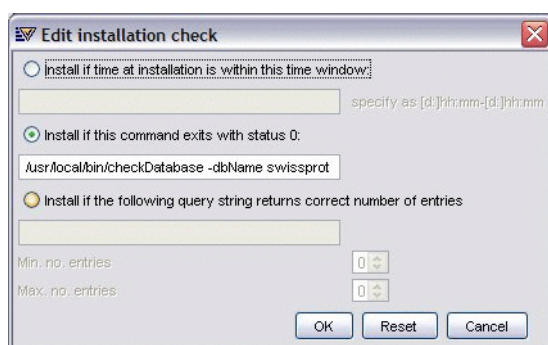 Edit installation check
Install if time at installation is within this time window:
specify as [d:]hh:mm-[d:]hh:mm
Install if this command exits with status 0:
/usr/local/bin/checkDatabase -dbName swissprot
Install if the following query string returns correct number of entries
Min. no. entries 0
Max. no. entries 0
OK Reset Cancel